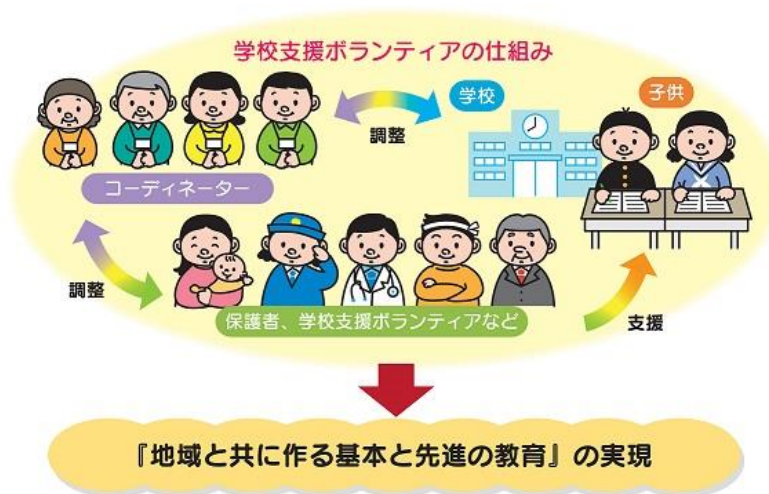 学校支援ボランティアの仕組み
学校
子供
調整
コーディネーター
調整
保護者、学校支援ボランティアなど
支援
『地域と共に作る基本と先進の教育』の実現